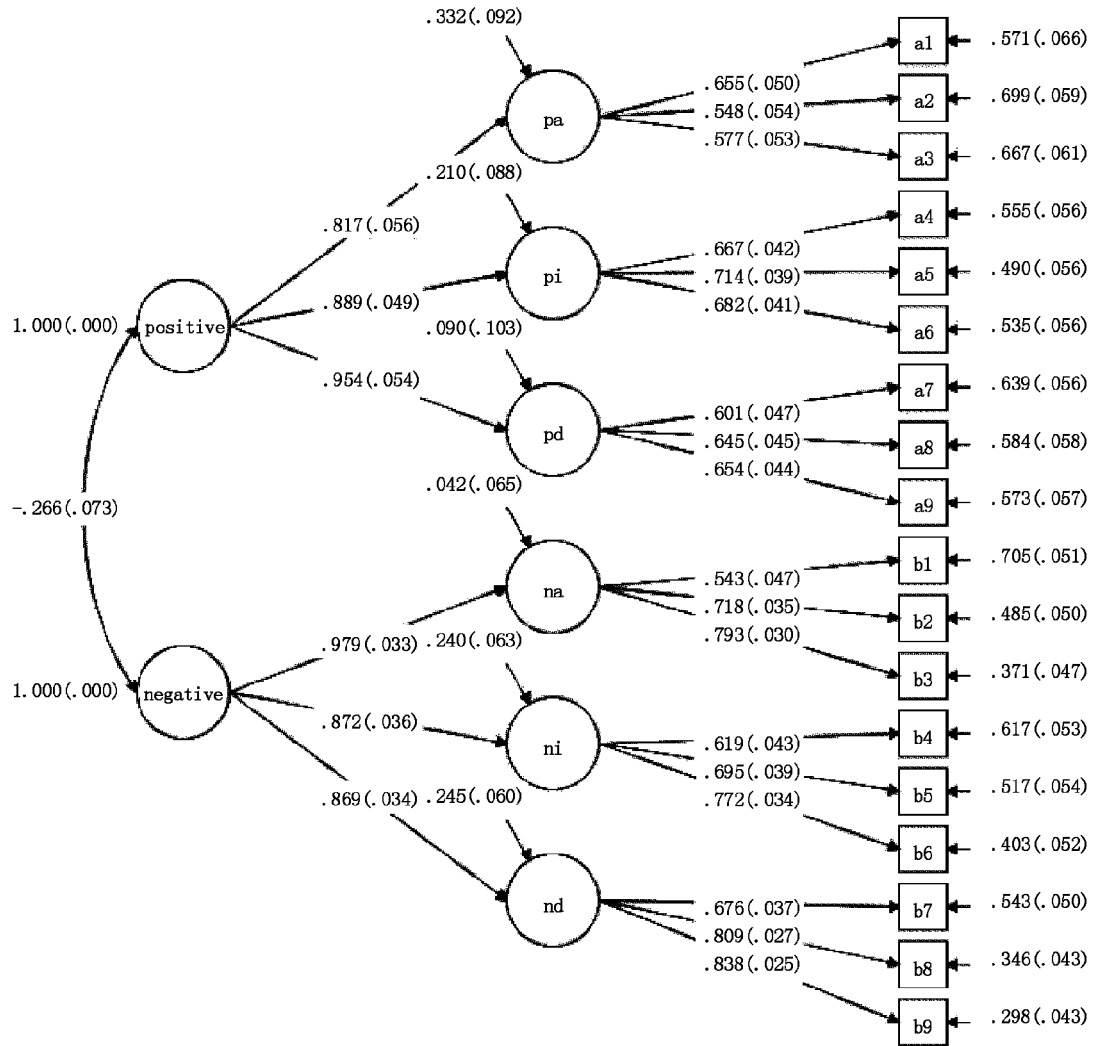 .332(.092)
a1
.571(.066)
.655(.050)
.548(.054)
.577(.053)
pa
a2
.699(.059)
a3
.667(.061)
.210(.088)
a4
.555(.056)
.817(.056)
.667(.042)
.714(.039)
.682(.041)
pi
a5
.490(.056)
.889(.049)
1.000(.000)
positive
a6
.535(.056)
.090(.103)
.954(.054)
a7
.639(.056)
.601(.047)
.645(.045)
.654(.044)
pd
a8
.584(.058)
.042(.065)
-.266(.073)
a9
.573(.057)
b1
.705(.051)
.543(.047)
.718(.035)
.793(.030)
na
b2
.485(.050)
.979(.033)
.240(.063)
b3
.371(.047)
1.000(.000)
negative
.872(.036)
b4
.617(.053)
.619(.043)
.695(.039)
.772(.034)
ni
b5
.517(.054)
.869(.034)
.245(.060)
b6
.403(.052)
.676(.037)
.809(.027)
.838(.025)
nd
b7
.543(.050)
b8
.346(.043)
b9
.298(.043)